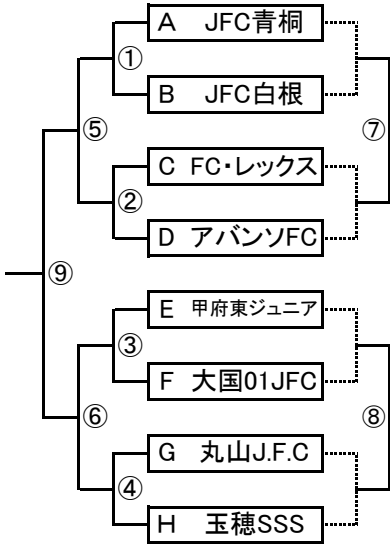 A JFC青桐
①
B JFC白根
⑤
⑦
C FC・レックス
②
D アバンソFC
⑨
E 甲府東ジュニア
③
F 大国01JFC
⑥
⑧
G 丸山J.F.C
④
H 玉穂SSS